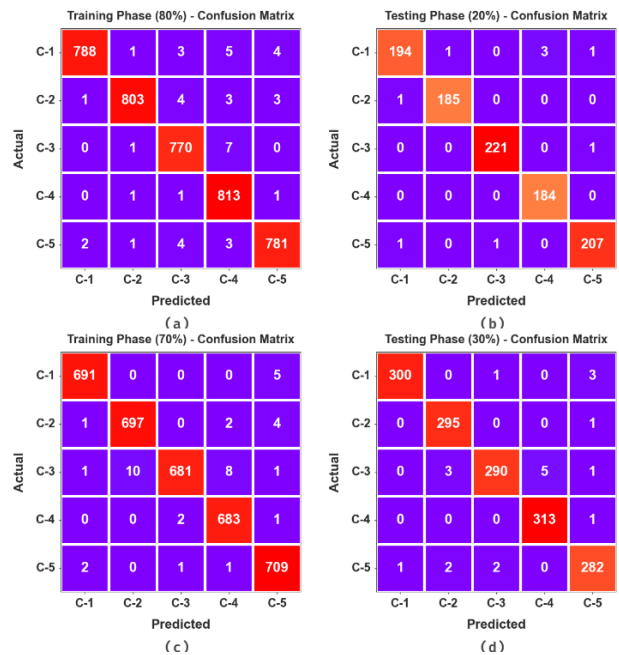 Training Phase (80%) - Confusion Matrix
Testing Phase (20%) - Confusion Matrix
C-1 788 1 3 5 4
C-2 1 803 4 3 3
C-3 0 1 770 7 0
C-4 0 1 1 813 1
C-5 2 1 4 3 781
C-1 C-2 C-3 C-4 C-5
Actual
Predicted
(a)
C-1 194 1 0 3 1
C-2 1 185 0 0 0
C-3 0 0 221 0 1
C-4 0 0 0 184 0
C-5 1 0 1 0 207
C-1 C-2 C-3 C-4 C-5
Actual
Predicted
(b)
Training Phase (70%) - Confusion Matrix
Testing Phase (30%) - Confusion Matrix
C-1 691 0 0 0 5
C-2 1 697 0 2 4
C-3 1 10 681 8 1
C-4 0 0 2 683 1
C-5 2 0 1 1 709
C-1 C-2 C-3 C-4 C-5
Actual
Predicted
(c)
C-1 300 0 1 0 3
C-2 0 295 0 0 1
C-3 0 3 290 5 1
C-4 0 0 0 313 1
C-5 1 2 2 0 282
C-1 C-2 C-3 C-4 C-5
Actual
Predicted
(d)